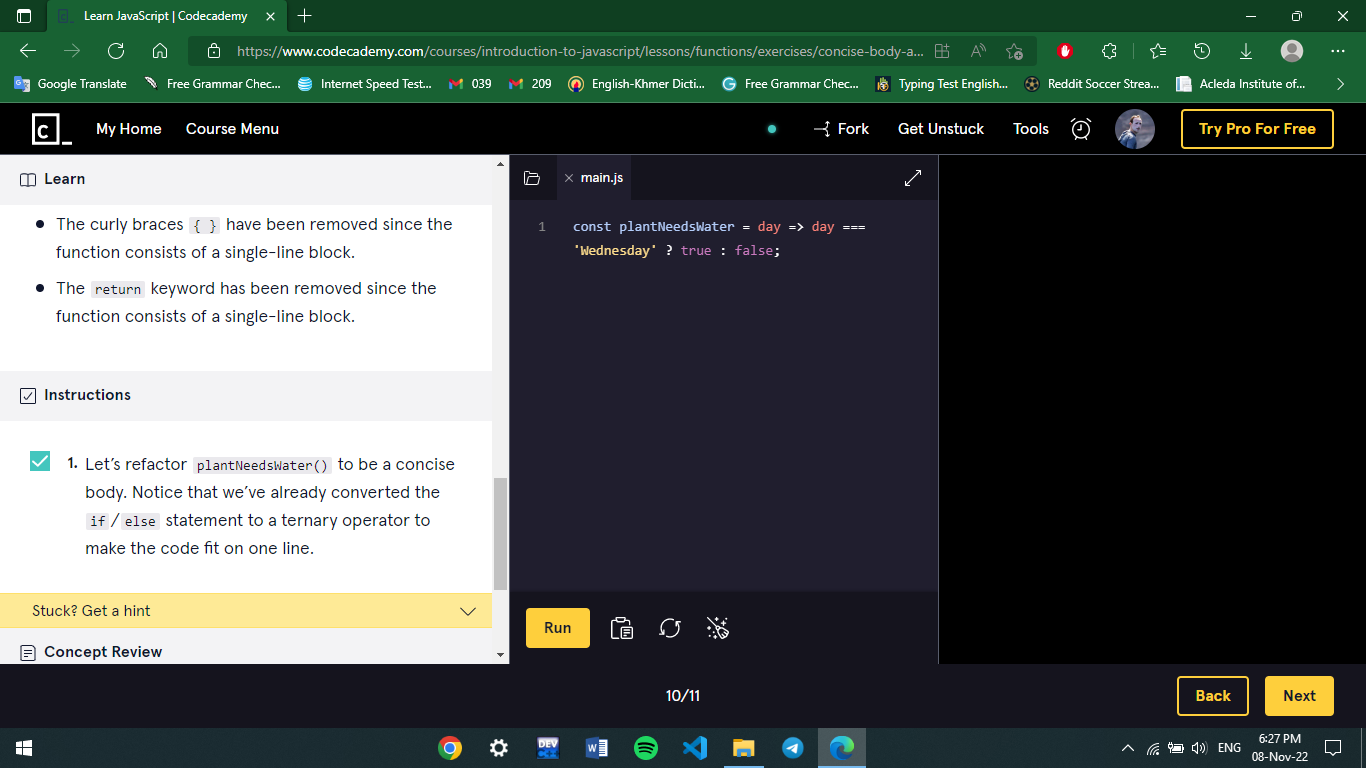 Learn JavaScript | Codecademy
https://www.codecademy.com/courses/introduction-to-javascript/lessons/functions/exercises/concise-body-a...
Google Translate
Free Grammar Chec...
Internet Speed Test...
039
209
English-Khmer Dicti...
Free Grammar Chec...
Typing Test English...
Reddit Soccer Strea...
Acleda Institute of...
My Home
Course Menu
Fork
Get Unstuck
Tools
Try Pro For Free
Learn
The curly braces { } have been removed since the
function consists of a single-line block.
The return keyword has been removed since the
function consists of a single-line block.
Instructions
1. Let's refactor plantNeedsWater() to be a concise
body. Notice that we've already converted the
if / else statement to a ternary operator to
make the code fit on one line.
Stuck? Get a hint
Concept Review
main.js
1 const plantNeedsWater = day => day ===
'Wednesday' ? true : false;
Run
10/11
Back
Next
ENG
6:27 PM
08-Nov-22